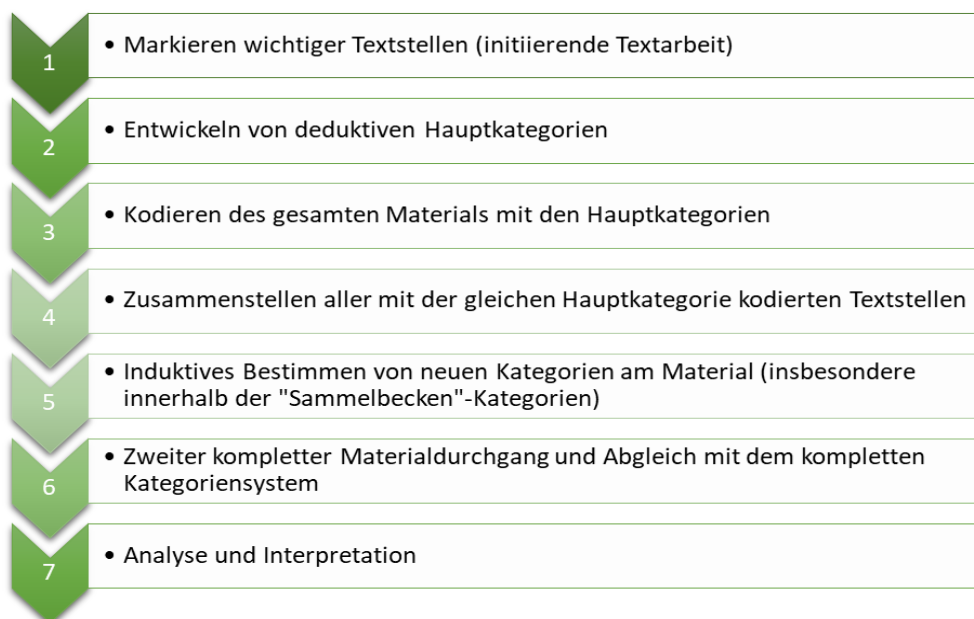 1
• Markieren wichtiger Textstellen (initiierende Textarbeit)
2
• Entwickeln von deduktiven Hauptkategorien
3
• Kodieren des gesamten Materials mit den Hauptkategorien
4
• Zusammenstellen aller mit der gleichen Hauptkategorie kodierten Textstellen
5
• Induktives Bestimmen von neuen Kategorien am Material (insbesondere
innerhalb der "Sammelbecken"-Kategorien)
6
• Zweiter kompletter Materialdurchgang und Abgleich mit dem kompletten
Kategoriensystem
7
• Analyse und Interpretation